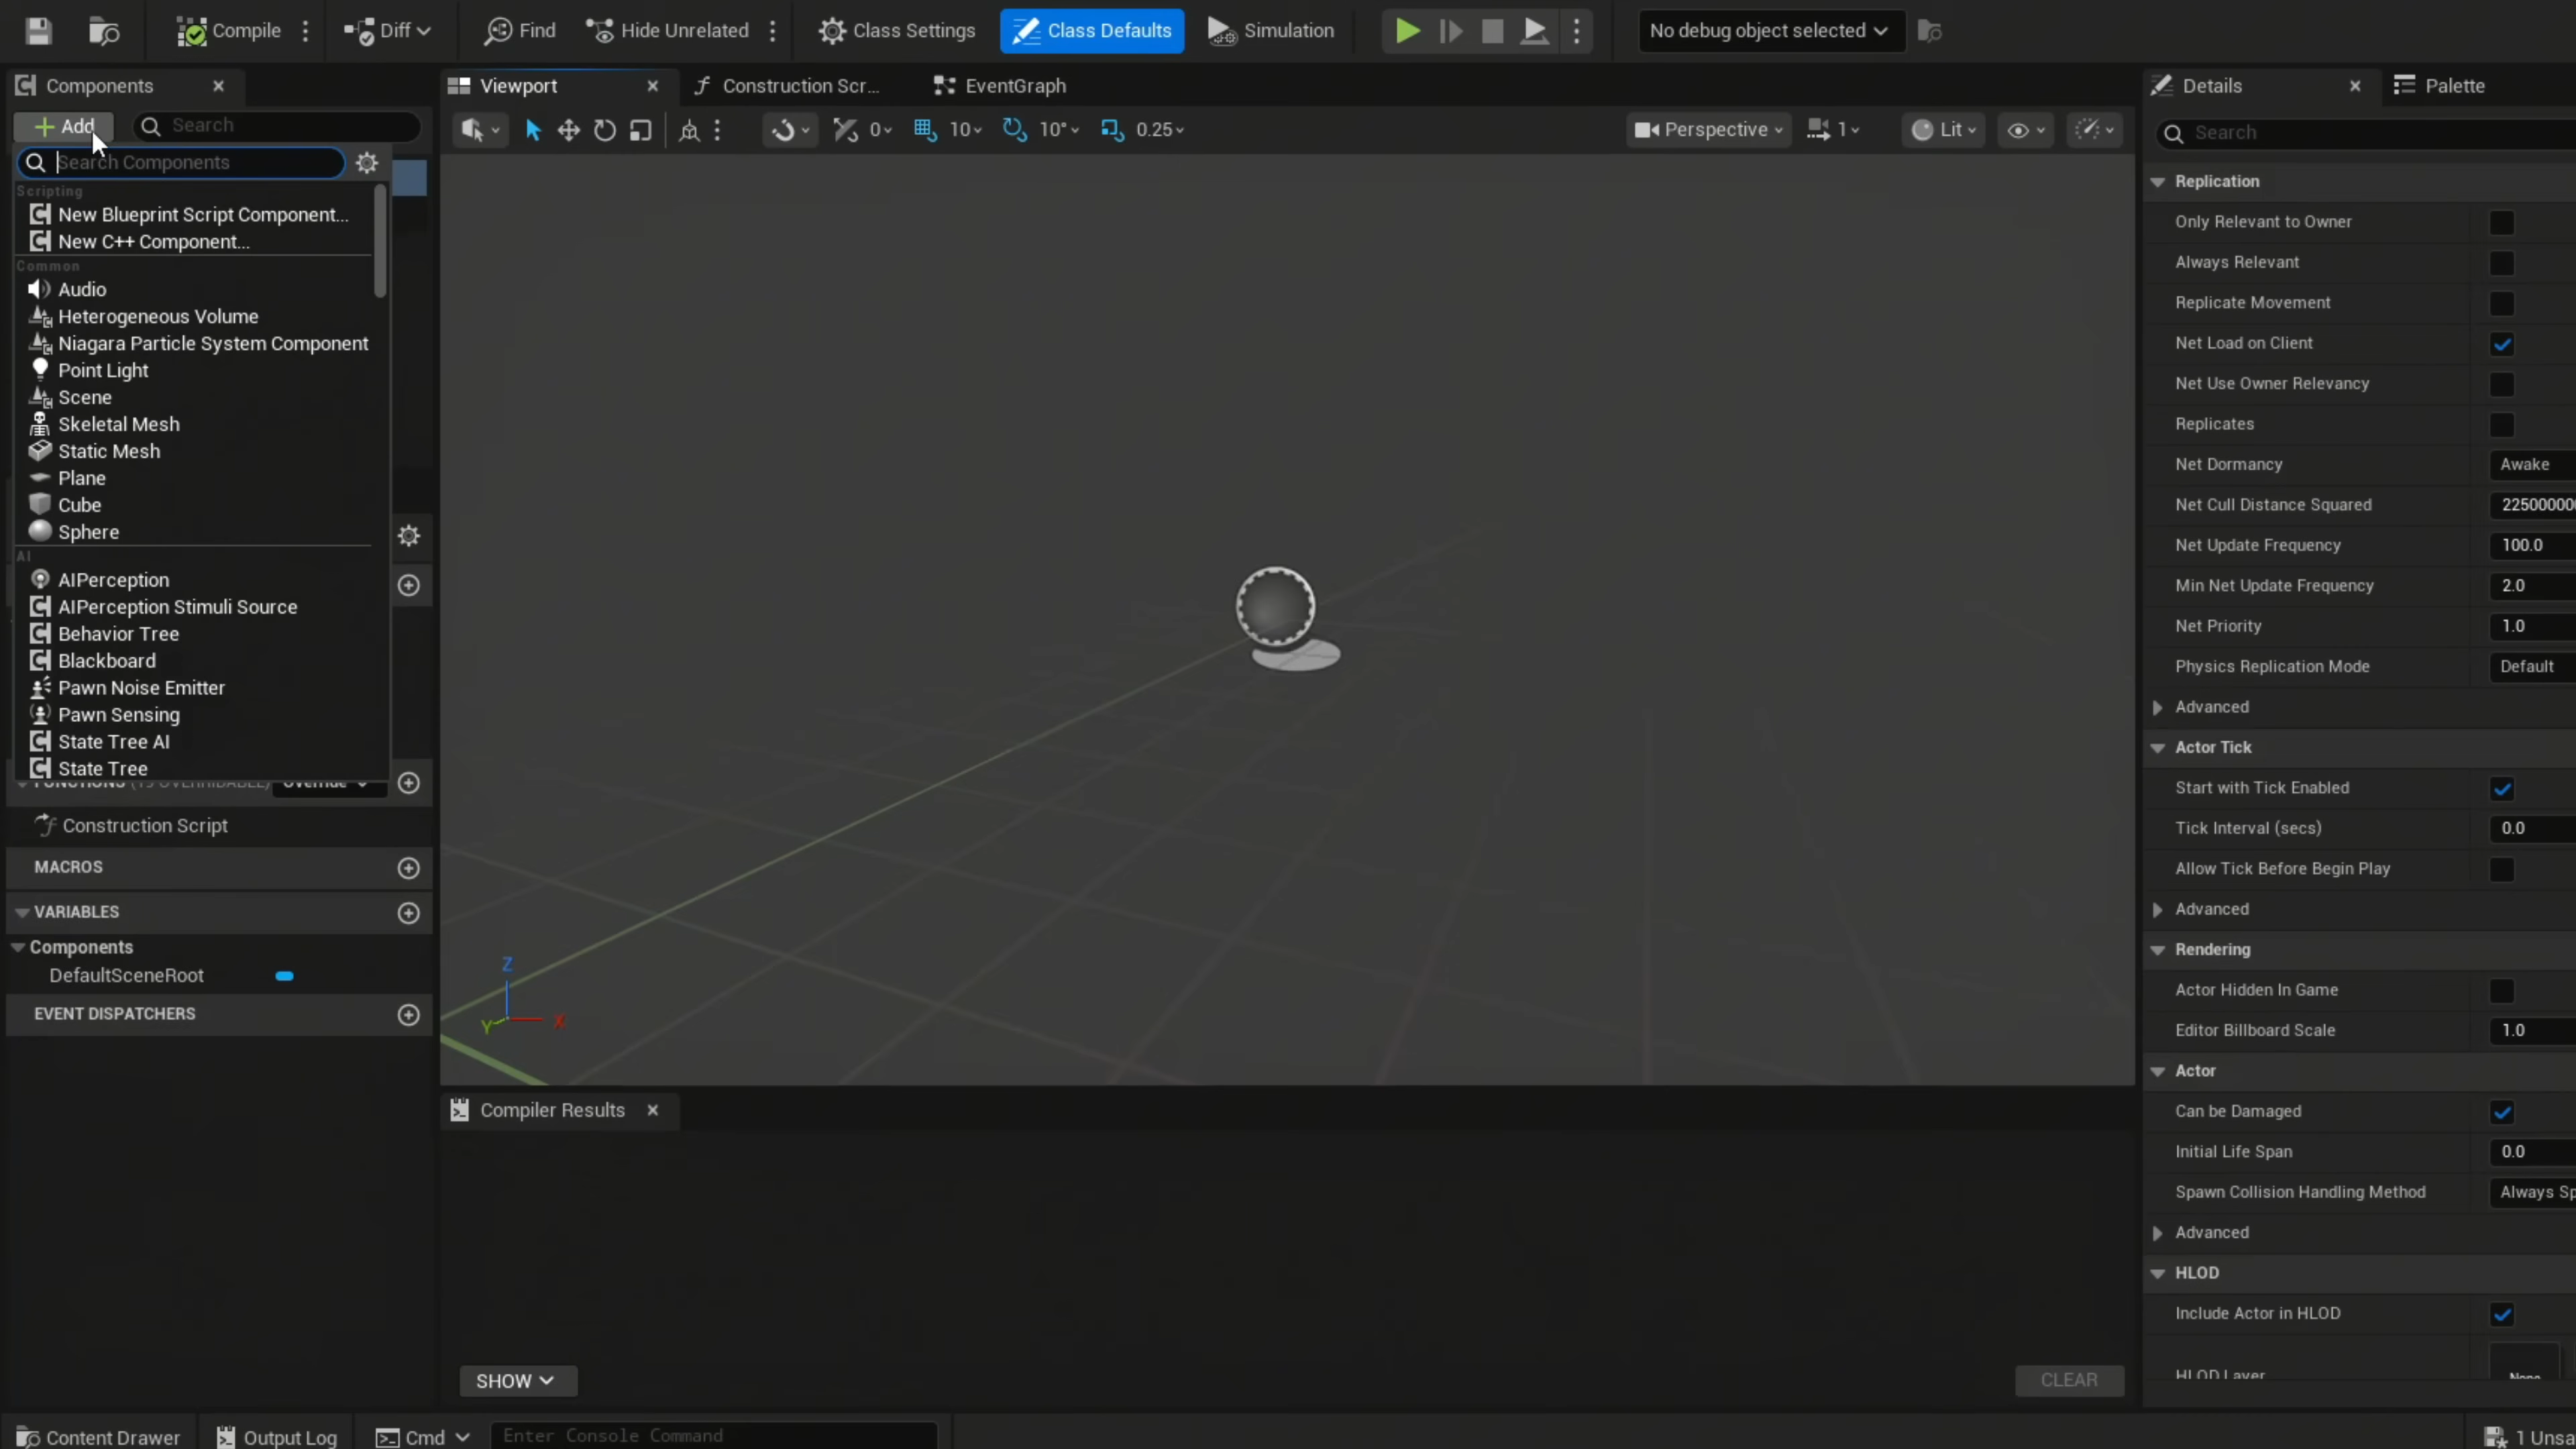 Compile
Diff
Find
Hide Unrelated
Class Settings
Class Defaults
Simulation
No debug object selected
Components
Viewport
Construction Scr...
EventGraph
Details
Palette
Add
Search
0
10
10°
0.25
Perspective
1
Lit
Search
Search Components
Scripting
New Blueprint Script Component...
New C++ Component...
Common
Audio
Heterogeneous Volume
Niagara Particle System Component
Point Light
Scene
Skeletal Mesh
Static Mesh
Plane
Cube
Sphere
AI
AIPerception
AIPerception Stimuli Source
Behavior Tree
Blackboard
Pawn Noise Emitter
Pawn Sensing
State Tree AI
State Tree
FUNCTIONS (19 OVERRIDABLE) Override
Construction Script
MACROS
VARIABLES
Components
DefaultSceneRoot
EVENT DISPATCHERS
Z
Y
X
Compiler Results
SHOW
CLEAR
Replication
Only Relevant to Owner
Always Relevant
Replicate Movement
Net Load on Client
Net Use Owner Relevancy
Replicates
Net Dormancy Awake
Net Cull Distance Squared 22500000
Net Update Frequency 100.0
Min Net Update Frequency 2.0
Net Priority 1.0
Physics Replication Mode Default
Advanced
Actor Tick
Start with Tick Enabled
Tick Interval (secs) 0.0
Allow Tick Before Begin Play
Advanced
Rendering
Actor Hidden In Game
Editor Billboard Scale 1.0
Actor
Can be Damaged
Initial Life Span 0.0
Spawn Collision Handling Method Always Sp
Advanced
HLOD
Include Actor in HLOD
HLOD Layer None
Content Drawer
Output Log
Cmd
Enter Console Command
1 Unsa